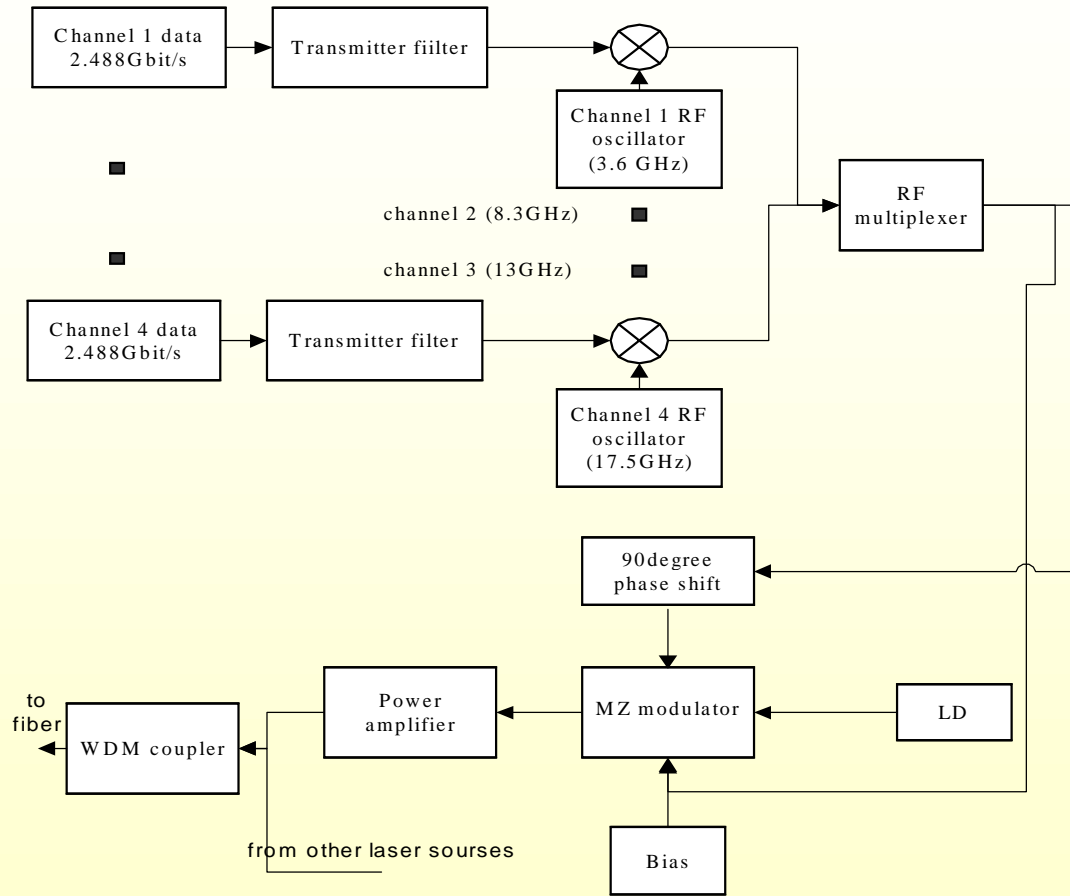 Channel 1 data
2.488Gbit/s
Transmitter fiilter
Channel 1 RF
oscillator
(3.6 GHz)
RF
multiplexer
channel 2 (8.3GHz)
channel 3 (13GHz)
Channel 4 data
2.488Gbit/s
Transmitter filter
Channel 4 RF
oscillator
(17.5GHz)
90degree
phase shift
to
fiber
WDM coupler
Power
amplifier
MZ modulator
LD
from other laser sourses
Bias